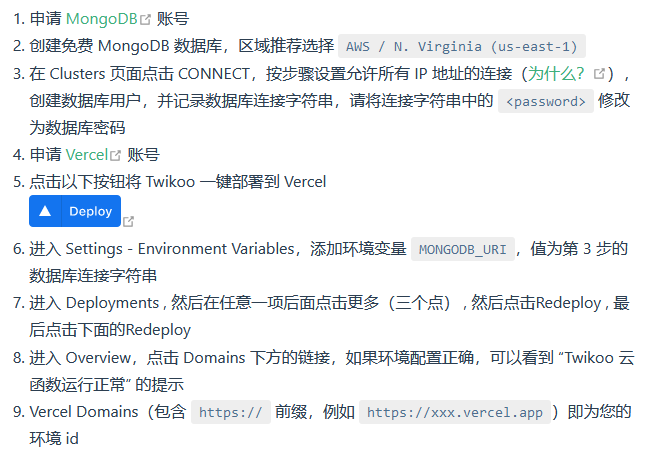 1. 申请 MongoDB 账号
2. 创建免费 MongoDB 数据库，区域推荐选择 AWS / N. Virginia (us-east-1)
3. 在 Clusters 页面点击 CONNECT，按步骤设置允许所有 IP 地址的连接（为什么？），
创建数据库用户，并记录数据库连接字符串，请将连接字符串中的 <password> 修改
为数据库密码
4. 申请 Vercel 账号
5. 点击以下按钮将 Twikoo 一键部署到 Vercel
Deploy
6. 进入 Settings - Environment Variables，添加环境变量 MONGODB_URI ，值为第 3 步的
数据库连接字符串
7. 进入 Deployments , 然后在任意一项后面点击更多（三个点） , 然后点击Redeploy , 最
后点击下面的Redeploy
8. 进入 Overview，点击 Domains 下方的链接，如果环境配置正确，可以看到 “Twikoo 云
函数运行正常” 的提示
9. Vercel Domains（包含 https:// 前缀，例如 https://xxx.vercel.app ）即为您的
环境 id